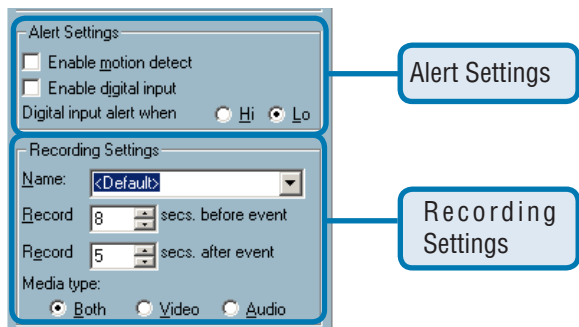 Alert Settings
Enable motion detect
Enable digital input
Digital input alert when Hi Lo
Alert Settings
Recording Settings
Name: <Default>
Record 8 secs. before event
Record 5 secs. after event
Media type:
Both Video Audio
Recording
Settings